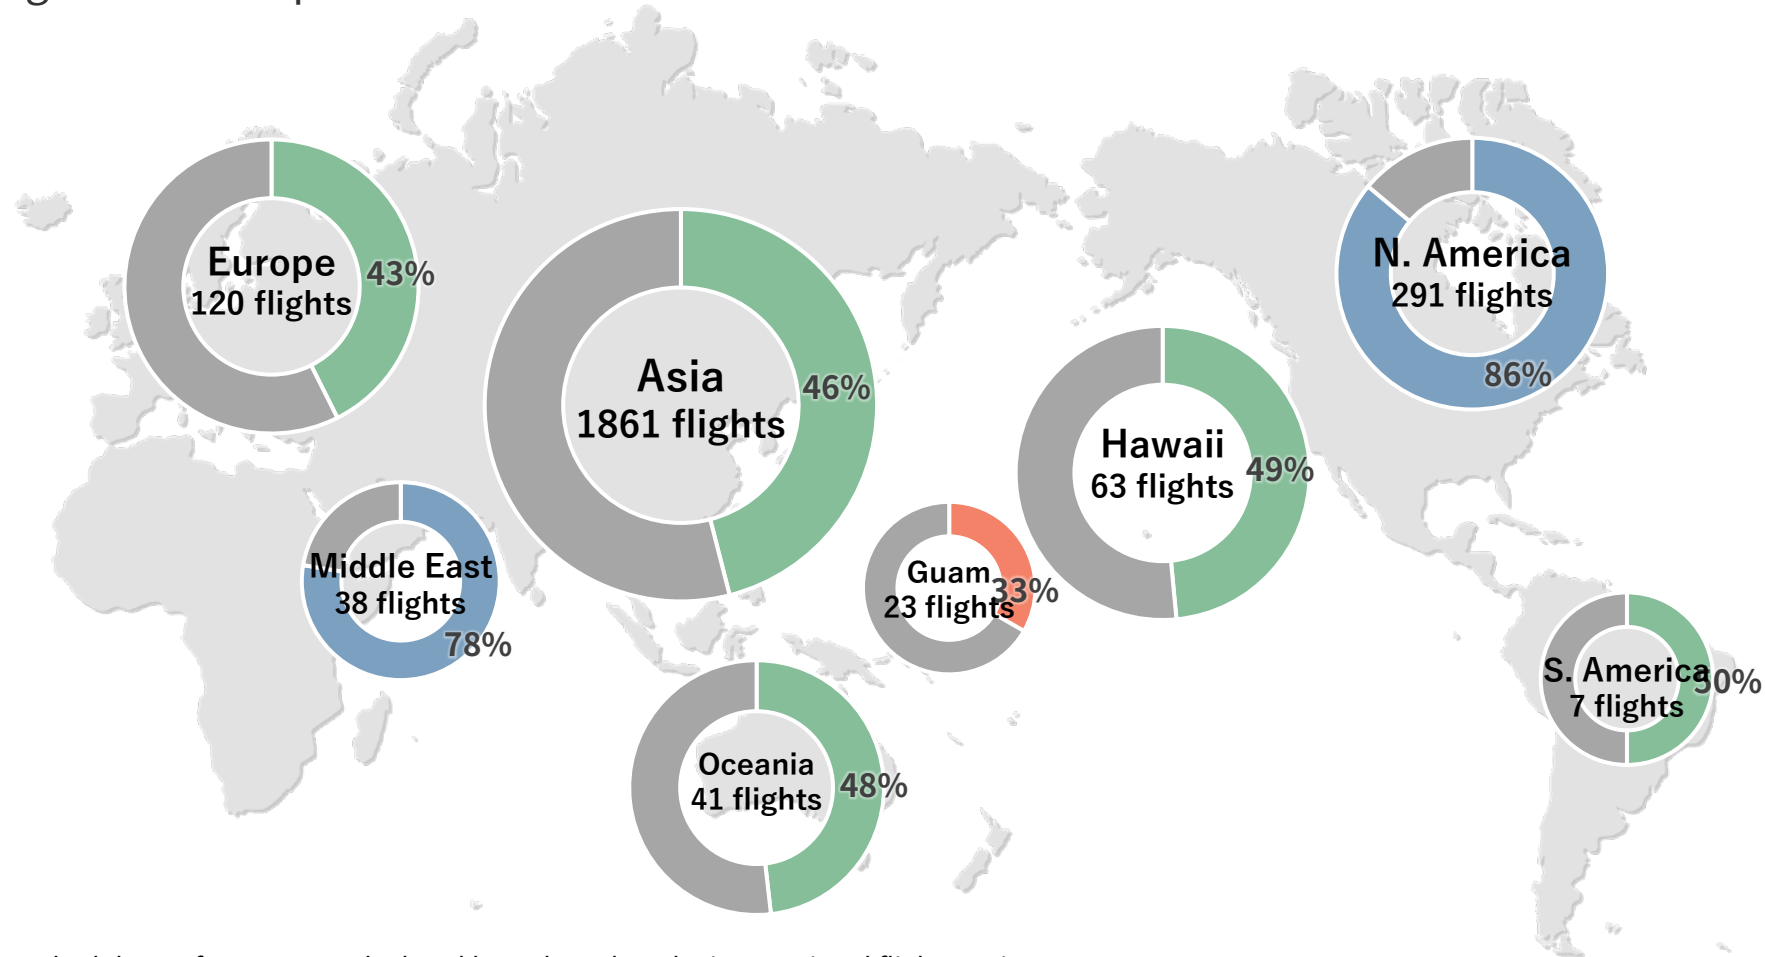 Europe
120 flights
43%
Asia
1861 flights
46%
N. America
291 flights
86%
Hawaii
63 flights
49%
Middle East
38 flights
78%
Guam
23 flights
33%
S. America
7 flights
50%
Oceania
41 flights
48%